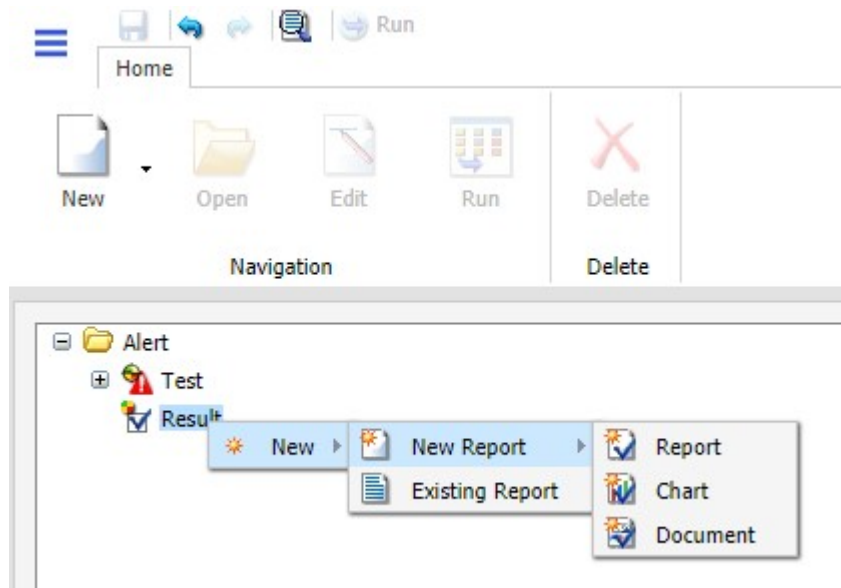 Run
Home
New
Open
Edit
Run
Delete
Navigation
Delete
Alert
Test
Result
New
New Report
Report
Existing Report
Chart
Document